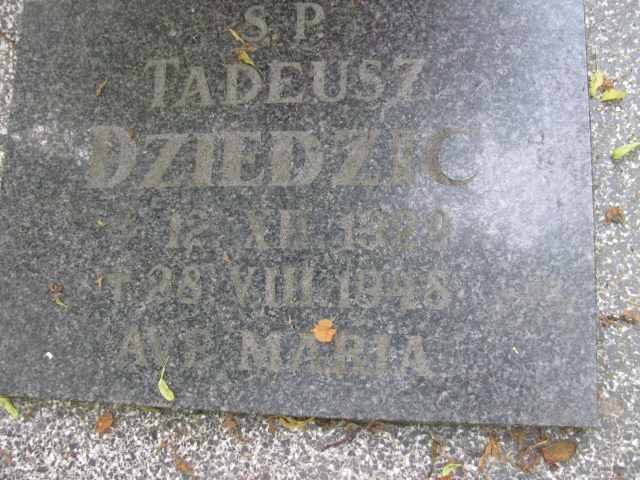 Ś. P.
TADEUSZ
DZIEDZIC
* 12. XII. 1929
† 28. VIII. 1948
AVE MARIA